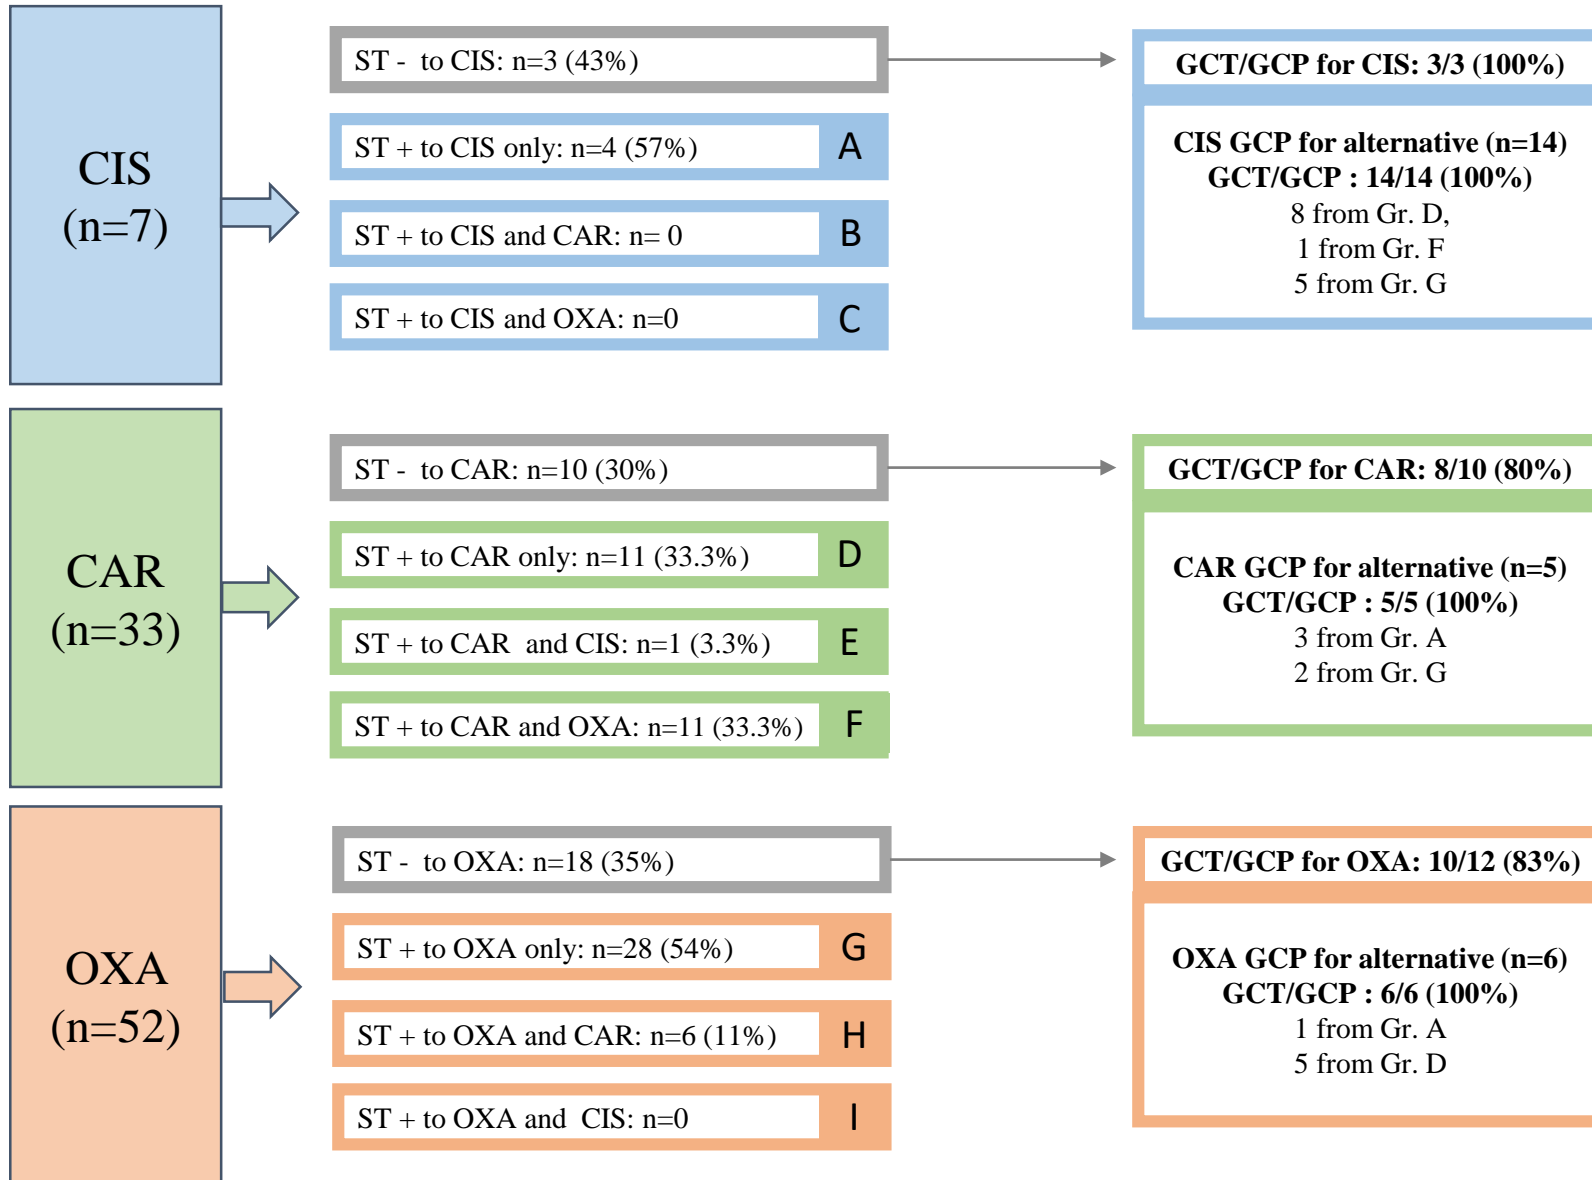 CIS
(n=7)
ST - to CIS: n=3 (43%)
ST + to CIS only: n=4 (57%)
A
ST + to CIS and CAR: n= 0
B
ST + to CIS and OXA: n=0
C
GCT/GCP for CIS: 3/3 (100%)
CIS GCP for alternative (n=14)
GCT/GCP : 14/14 (100%)
8 from Gr. D,
1 from Gr. F
5 from Gr. G
CAR
(n=33)
ST - to CAR: n=10 (30%)
ST + to CAR only: n=11 (33.3%)
D
ST + to CAR and CIS: n=1 (3.3%)
E
ST + to CAR and OXA: n=11 (33.3%)
F
GCT/GCP for CAR: 8/10 (80%)
CAR GCP for alternative (n=5)
GCT/GCP : 5/5 (100%)
3 from Gr. A
2 from Gr. G
OXA
(n=52)
ST - to OXA: n=18 (35%)
ST + to OXA only: n=28 (54%)
G
ST + to OXA and CAR: n=6 (11%)
H
ST + to OXA and CIS: n=0
I
GCT/GCP for OXA: 10/12 (83%)
OXA GCP for alternative (n=6)
GCT/GCP : 6/6 (100%)
1 from Gr. A
5 from Gr. D